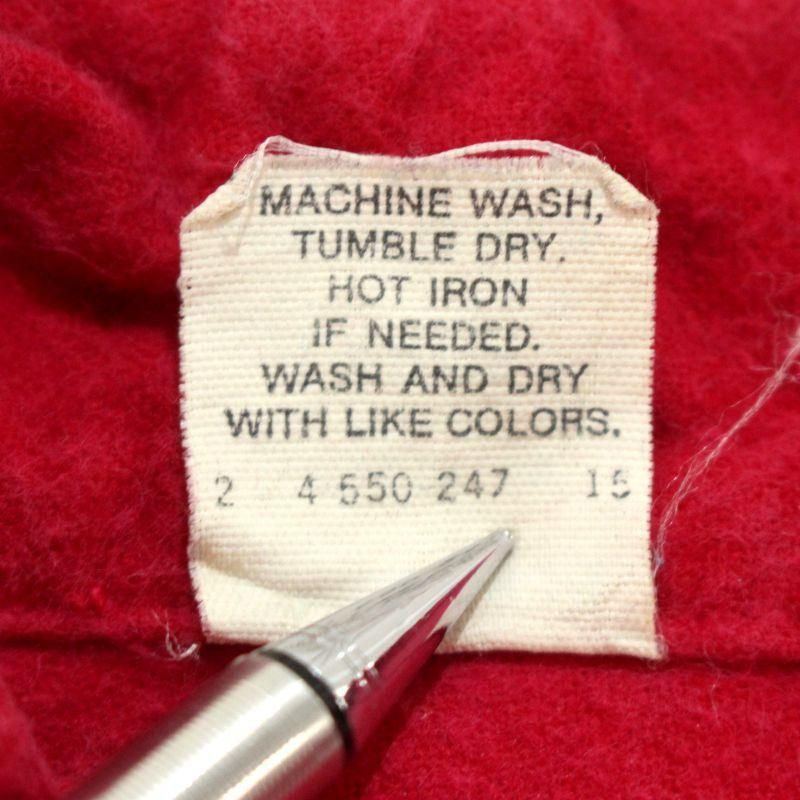 MACHINE WASH,
TUMBLE DRY.
HOT IRON
IF NEEDED.
WASH AND DRY
WITH LIKE COLORS.
2 4 550 247 15